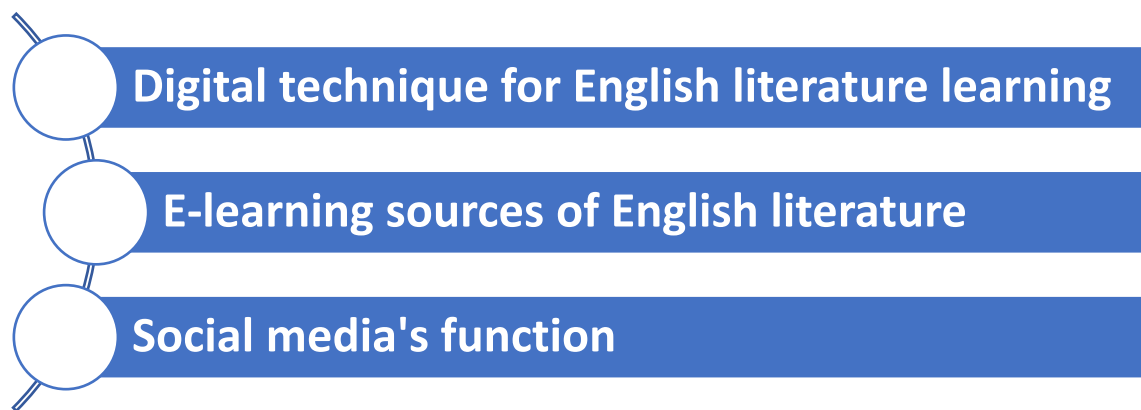 Digital technique for English literature learning
E-learning sources of English literature
Social media's function